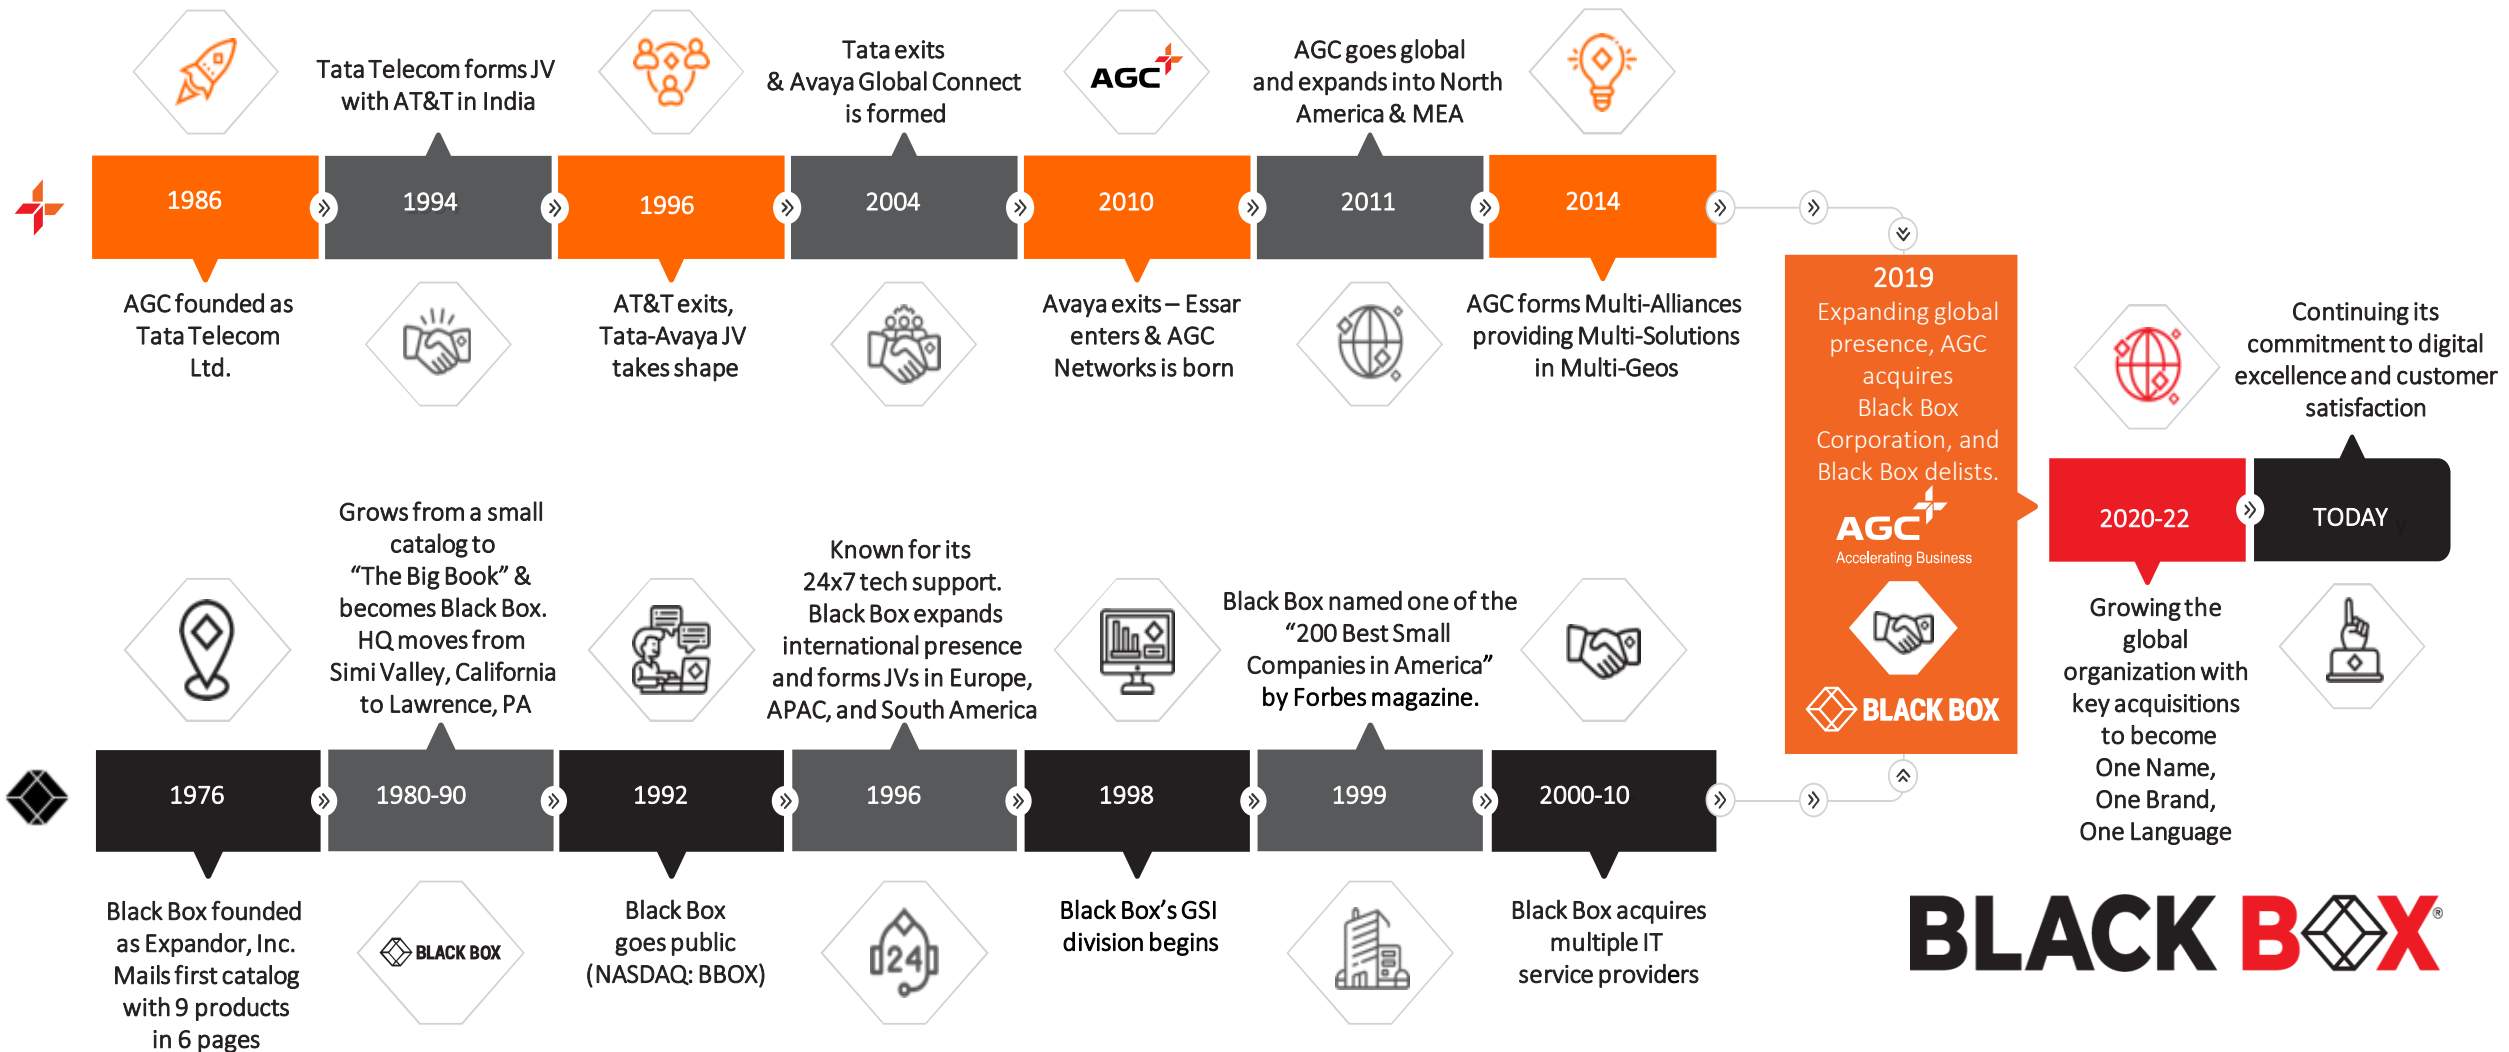 Tata Telecom forms JV
with AT&T in India
Tata exits
& Avaya Global Connect
is formed
AGC
AGC goes global
and expands into North
America & MEA
1986
1994
1996
2004
2010
2011
2014
AGC founded as
Tata Telecom
Ltd.
AT&T exits,
Tata-Avaya JV
takes shape
Avaya exits – Essar
enters & AGC
Networks is born
AGC forms Multi-Alliances
providing Multi-Solutions
in Multi-Geos
2019
Expanding global
presence, AGC
acquires
Black Box
Corporation, and
Black Box delists.
AGC
Accelerating Business
BLACK BOX
Continuing its
commitment to digital
excellence and customer
satisfaction
2020-22
TODAY
y
Growing the
global
organization with
key acquisitions
to become
One Name,
One Brand,
One Language
Grows from a small
catalog to
“The Big Book” &
becomes Black Box.
HQ moves from
Simi Valley, California
to Lawrence, PA
Known for its
24x7 tech support.
Black Box expands
international presence
and forms JVs in Europe,
APAC, and South America
Black Box named one of the
“200 Best Small
Companies in America”
by Forbes magazine.
1976
1980-90
1992
1996
1998
1999
2000-10
Black Box founded
as Expandor, Inc.
Mails first catalog
with 9 products
in 6 pages
BLACK BOX
Black Box
goes public
(NASDAQ: BBOX)
24
Black Box’s GSI
division begins
Black Box acquires
multiple IT
service providers
BLACK BOX®